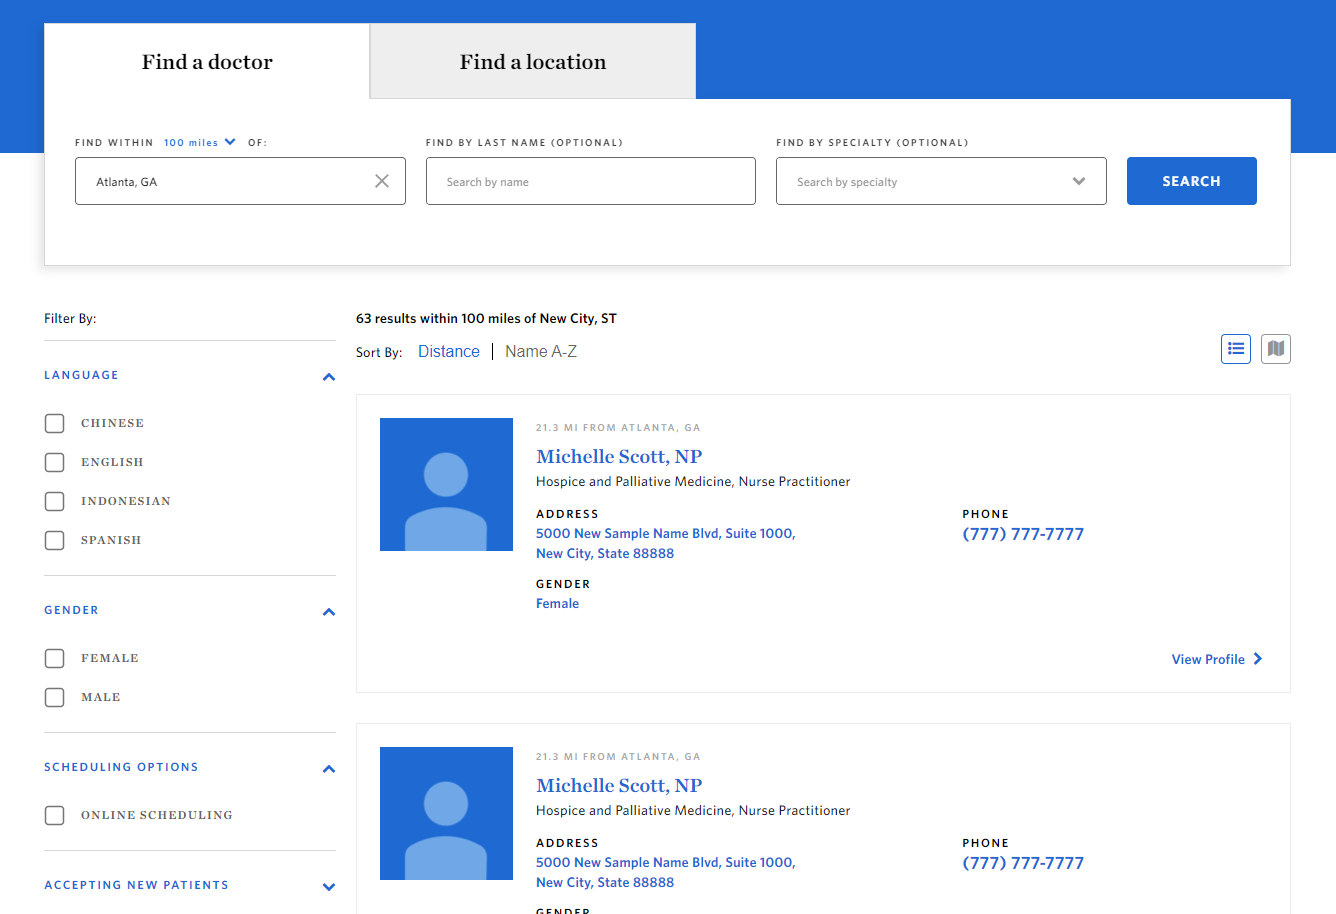 Find a doctor
Find a location
FIND WITHIN 100 miles OF:
FIND BY LAST NAME (OPTIONAL)
FIND BY SPECIALTY (OPTIONAL)
Atlanta, GA
Search by name
Search by specialty
SEARCH
Filter By:
LANGUAGE
CHINESE
ENGLISH
INDONESIAN
SPANISH
GENDER
FEMALE
MALE
SCHEDULING OPTIONS
ONLINE SCHEDULING
ACCEPTING NEW PATIENTS
63 results within 100 miles of New City, ST
Sort By: Distance | Name A-Z
21.3 MI FROM ATLANTA, GA
Michelle Scott, NP
Hospice and Palliative Medicine, Nurse Practitioner
ADDRESS
5000 New Sample Name Blvd, Suite 1000,
New City, State 88888
PHONE
(777) 777-7777
GENDER
Female
View Profile
21.3 MI FROM ATLANTA, GA
Michelle Scott, NP
Hospice and Palliative Medicine, Nurse Practitioner
ADDRESS
5000 New Sample Name Blvd, Suite 1000,
New City, State 88888
PHONE
(777) 777-7777
GENDER